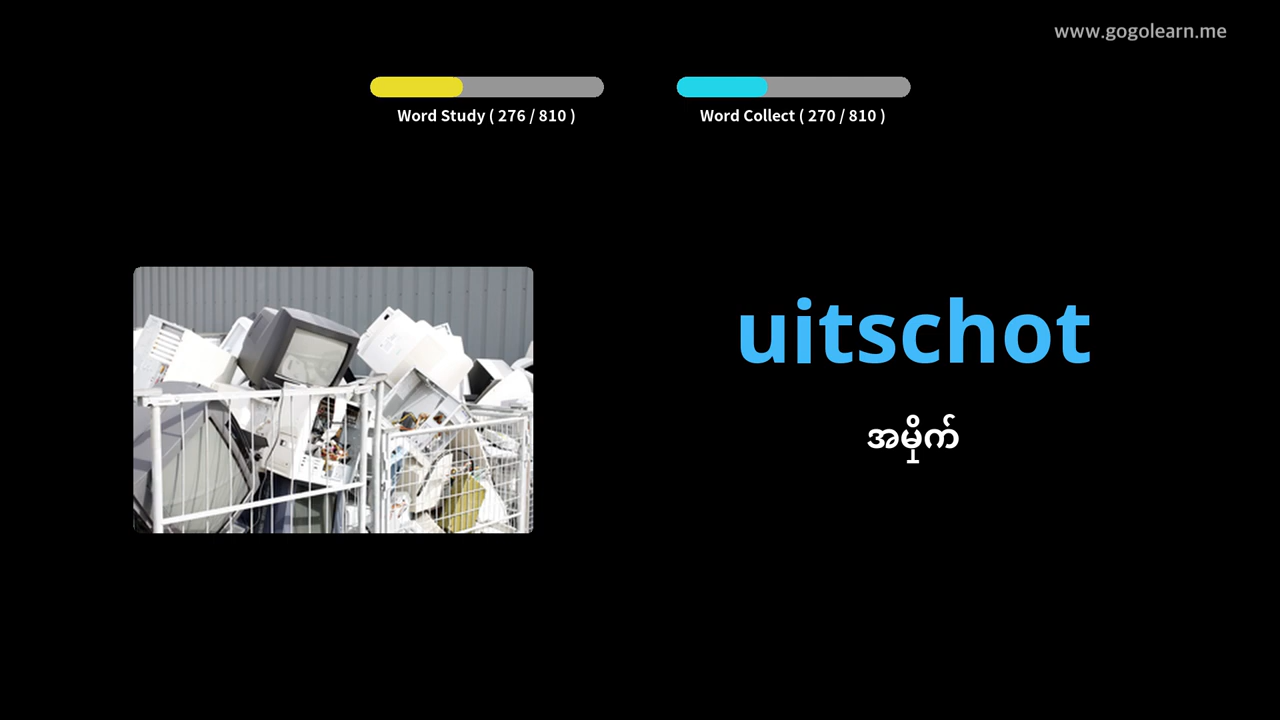 www.gogolearn.me
Word Study ( 276 / 810 )
Word Collect ( 270 / 810 )
uitschot
အမှိုက်